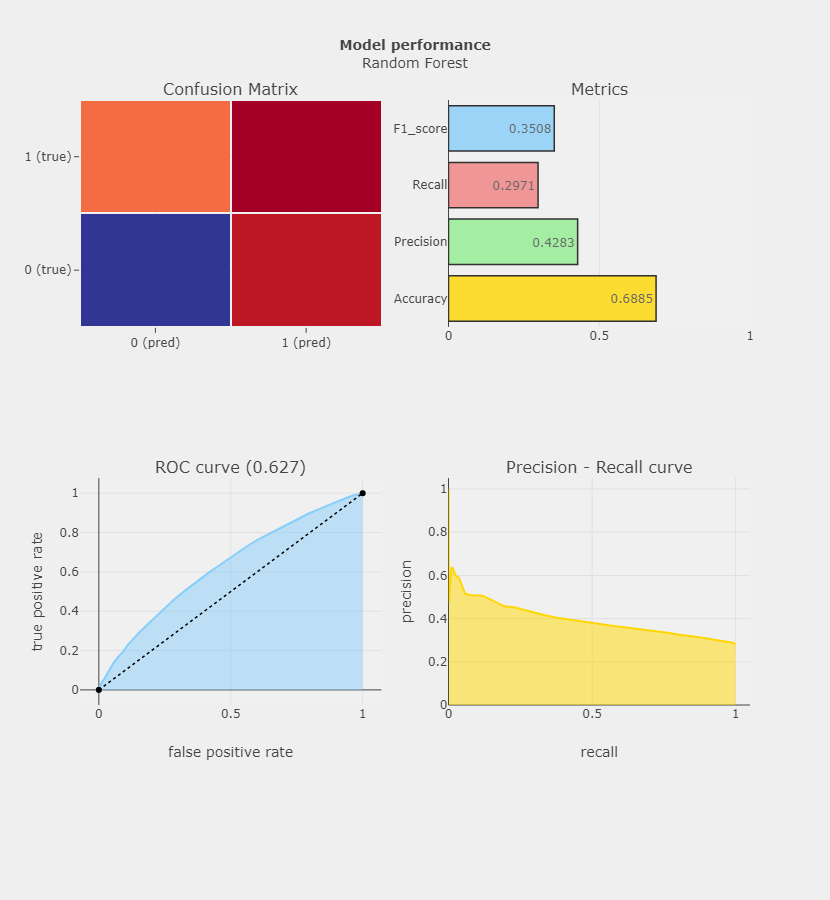 Model performance
Random Forest
Confusion Matrix
1 (true)
0 (true)
0 (pred)
1 (pred)
Metrics
F1_score
0.3508
Recall
0.2971
Precision
0.4283
Accuracy
0.6885
0
0.5
1
ROC curve (0.627)
true positive rate
1
0.8
0.6
0.4
0.2
0
0
0.5
1
false positive rate
Precision - Recall curve
precision
1
0.8
0.6
0.4
0.2
0
0
0.5
1
recall